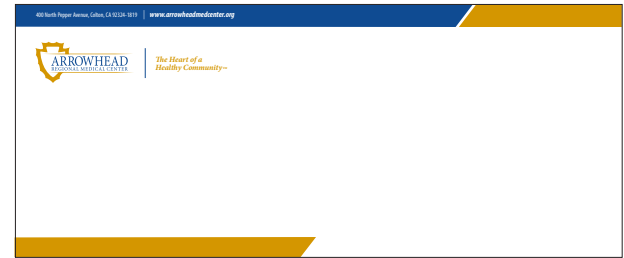 400 North Pepper Avenue, Colton, CA 92324-1819 | www.arrowheadmedcenter.org
ARROWHEAD
REGIONAL MEDICAL CENTER
The Heart of a
Healthy Community—